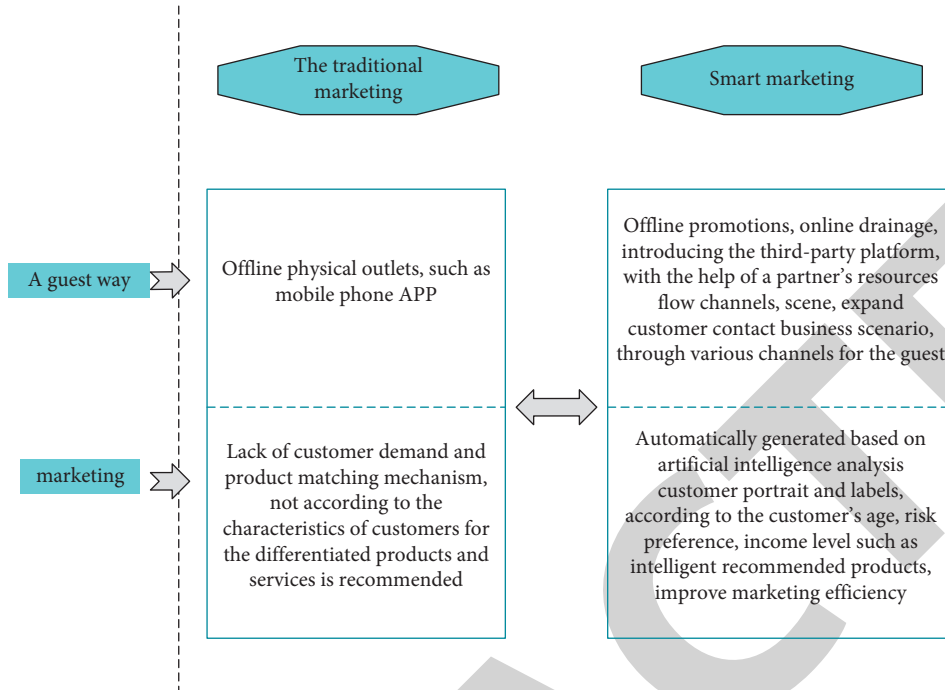 The traditional
marketing
Smart marketing
A guest way
Offline physical outlets, such as
mobile phone APP
Offline promotions, online drainage,
introducing the third-party platform,
with the help of a partner's resources
flow channels, scene, expand
customer contact business scenario,
through various channels for the guest
marketing
Lack of customer demand and
product matching mechanism,
not according to the
characteristics of customers for
the differentiated products and
services is recommended
Automatically generated based on
artificial intelligence analysis
customer portrait and labels,
according to the customer's age, risk
preference, income level such as
intelligent recommended products,
improve marketing efficiency